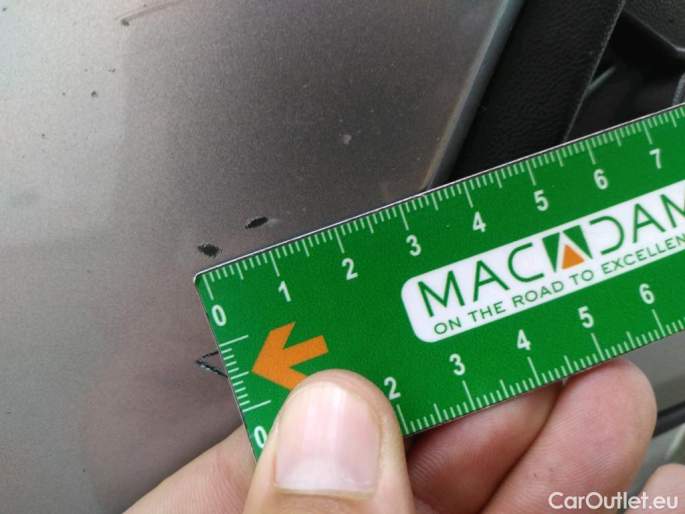 0 1 2 3 4 5 6 7
MACADAM
ON THE ROAD TO EXCELLEN
0 2 3 4 5 6
CarOutlet.eu